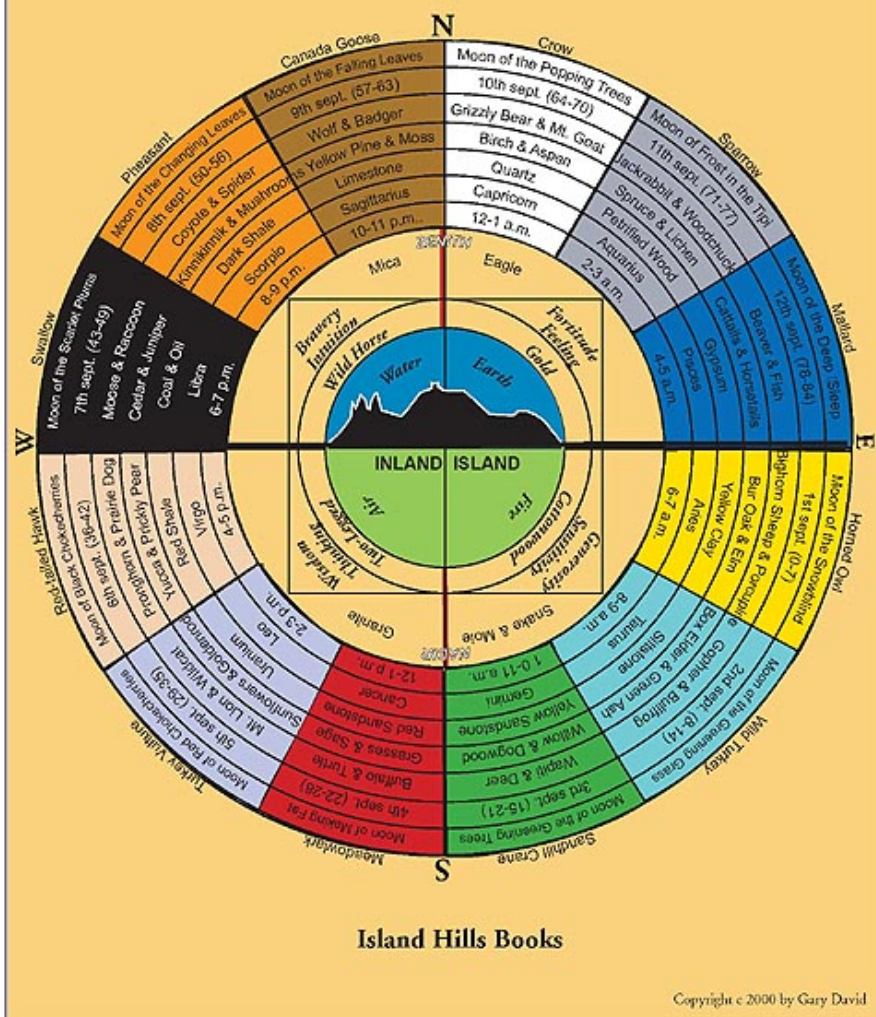 N
Crow
Moon of the Popping Trees
10th sept. (64-70)
Grizzly Bear & Mt. Goat
Birch & Aspen
Quartz
Capricorn
12-1 a.m.
Sparrow
Moon of Frost in the Tipi
11th sept. (71-77)
Jackrabbit & Woodchuck
Spruce & Lichen
Petrified Wood
Aquarius
2-3 a.m.
Mallard
Moon of the Deep Sleep
12th sept. (78-84)
Beaver & Fish
Cattails & Horsetails
Gypsum
Pisces
4-5 a.m.
E
Horned Owl
Moon of the Snowblind
1st sept. (0-7)
Bighorn Sheep & Porcupine
Bur Oak & Elm
Yellow Clay
Aries
6-7 a.m.
Wild Turkey
Moon of the Greening Grass
2nd sept. (8-14)
Gopher & Bullfrog
Box Elder & Green Ash
Siltstone
Taurus
8-9 a.m.
Sandhill Crane
Moon of the Greening Trees
3rd sept. (15-21)
Wapiti & Deer
Willow & Dogwood
Yellow Sandstone
Gemini
10-11 a.m.
S
Meadowlark
Moon of Making Fat
4th sept. (22-28)
Buffalo & Turtle
Grasses & Sage
Red Sandstone
Cancer
12-1 p.m.
Turkey Vulture
Moon of Red Chokecherries
5th sept. (29-35)
Mt. Lion & Wildcat
Sunflowers & Goldenrod
Uranium
Leo
2-3 p.m.
Red-tailed Hawk
Moon of Black Chokecherries
6th sept. (36-42)
Pronghorn & Prairie Dog
Yucca & Prickly Pear
Red Shale
Virgo
4-5 p.m.
W
Swallow
Moon of the Scarlet Plums
7th sept. (43-49)
Moose & Raccoon
Cedar & Juniper
Coal & Oil
Libra
6-7 p.m.
Pheasant
Moon of the Changing Leaves
8th sept. (50-56)
Coyote & Spider
Kinnikinnik & Mushrooms
Dark Shale
Scorpio
8-9 p.m.
Canada Goose
Moon of the Falling Leaves
9th sept. (57-63)
Wolf & Badger
Yellow Pine & Moss
Limestone
Sagittarius
10-11 p.m..
ZENITH
Mica
Eagle
Bravery
Intuition
Wild Horse
Fortitude
Feeling
Gold
Water
Earth
INLAND
ISLAND
Air
Fire
Two-Legged
Thinking
Wisdom
Cottonwood
Sensitivity
Generosity
Granite
Snake & Mole
NADIR
Island Hills Books
Copyright c 2000 by Gary David